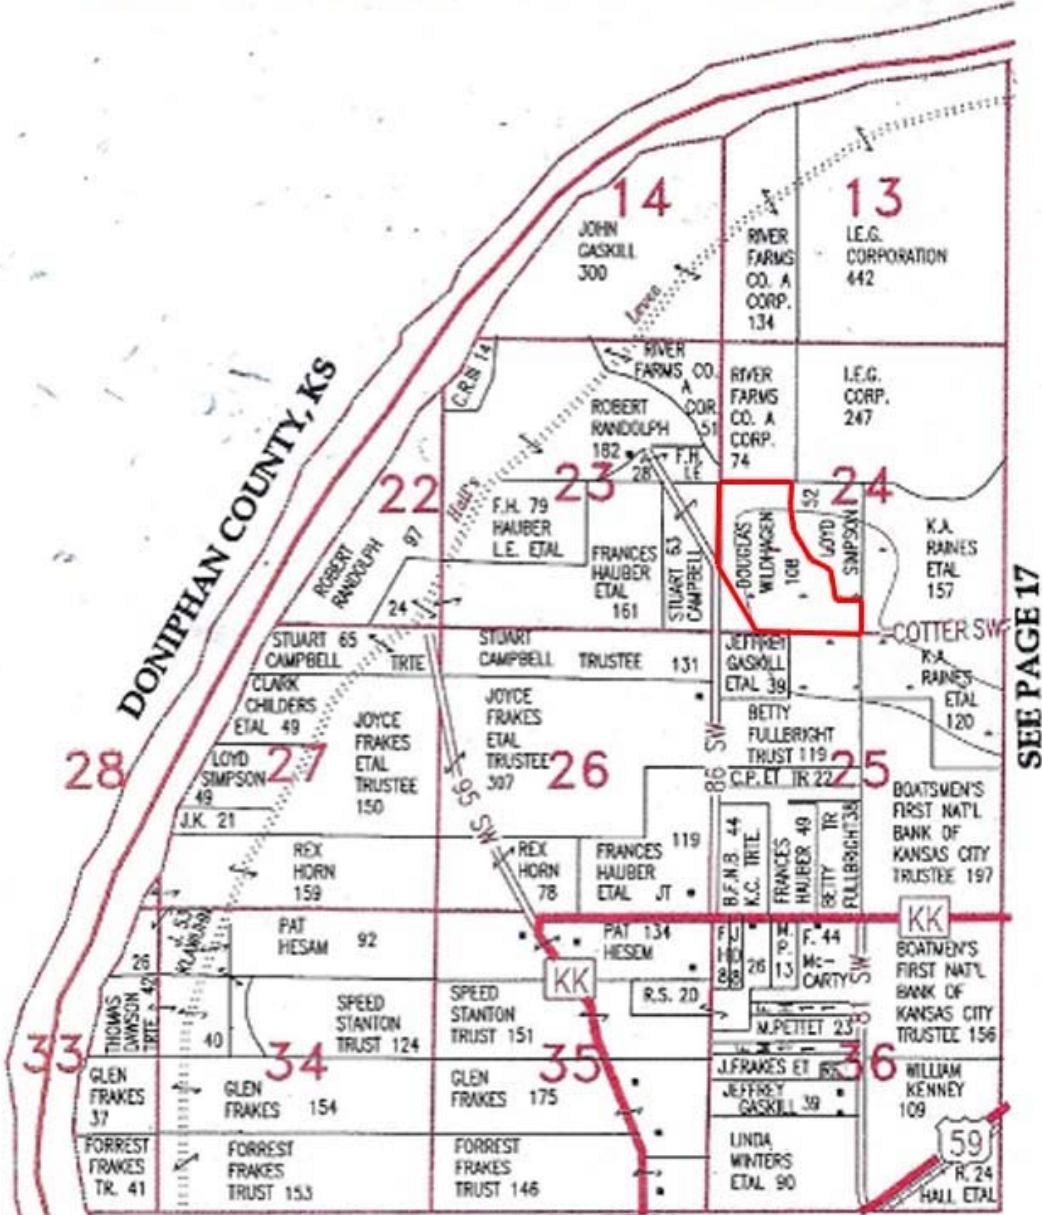 14
13
JOHN
GASKILL
300
RIVER
FARMS
CO. A
CORP.
134
I.E.G.
CORPORATION
442
Levee
C.R.B 14
RIVER
FARMS CO.
A
COR.
51
RIVER
FARMS
CO. A
CORP.
74
I.E.G.
CORP.
247
ROBERT
RANDOLPH
182
28
F.H.
LE
DONIPHAN COUNTY, KS
22
23
24
Hall's
F.H. 79
HAUBER
L.E. ETAL
ROBERT
RANDOLPH
97
24
FRANCES
HAUBER
ETAL
161
STUART 53
CAMPBELL
DOUGLAS
WILDHAGEN
108
52
LOYD
SIMPSON
K.A.
RAINES
ETAL
157
COTTER SW
SEE PAGE 17
STUART 65
CAMPBELL TRTE
STUART
CAMPBELL TRUSTEE 131
JEFFREY
GASKILL
ETAL 39
K.A.
RAINES
ETAL
120
CLARK
CHILDERS
ETAL 49
JOYCE
FRAKES
ETAL
TRUSTEE
150
JOYCE
FRAKES
ETAL
TRUSTEE
307
BETTY
FULLBRIGHT
TRUST 119
28
27
26
25
LOYD
SIMPSON
49
J.K. 21
95 SW
86 SW
C.P. ET TR 22
BOATSMEN'S
FIRST NAT'L
BANK OF
KANSAS CITY
TRUSTEE 197
REX
HORN
159
REX
HORN
78
FRANCES
HAUBER
ETAL JT
119
B.F.N.B. 44
K.C. TRTE.
FRANCES
HAUBER 49
BETTY TR
FULLBRIGHT 38
KK
PAT
HESAM 92
PAT 134
HESEM
26
M.
P.
13
F. 44
Mc-
CARTY
SW
BOATMEN'S
FIRST NAT'L
BANK OF
KANSAS CITY
TRUSTEE 156
KK
THOMAS
DAWSON
TRTE 42
40
SPEED
STANTON
TRUST 124
SPEED
STANTON
TRUST 151
R.S. 20
M.PETTET 23
33
34
35
36
J.FRAKES ET
GLEN
FRAKES
37
GLEN
FRAKES 154
GLEN
FRAKES 175
JEFFREY
GASKILL 39
WILLIAM
KENNEY
109
59
FORREST
FRAKES
TR. 41
FORREST
FRAKES
TRUST 153
FORREST
FRAKES
TRUST 146
LINDA
WINTERS
ETAL 90
R. 24
HALL ETAL